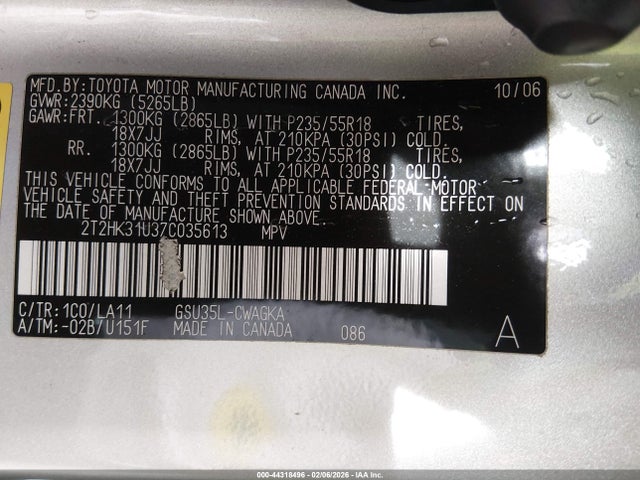 MFD.BY:TOYOTA MOTOR MANUFACTURING CANADA INC. 10/06
GVWR:2390KG (5265LB)
GAWR:FRT. 1300KG (2865LB) WITH P235/55R18 TIRES,
18X7JJ RIMS, AT 210KPA (30PSI) COLD.
RR. 1300KG (2865LB) WITH P235/55R18 TIRES,
18X7JJ RIMS, AT 210KPA (30PSI) COLD.
THIS VEHICLE CONFORMS TO ALL APPLICABLE FEDERAL MOTOR
VEHICLE SAFETY, BUMPER, AND THEFT PREVENTION STANDARDS IN EFFECT ON
THE DATE OF MANUFACTURE SHOWN ABOVE.
2T2HK31U37C035613 MPV
C/TR:1C0/LA11 GSU35L-CWAGKA
A/TM:-02B/U151F MADE IN CANADA 086 A
000-44318496 - 02/06/2026 - IAA Inc.